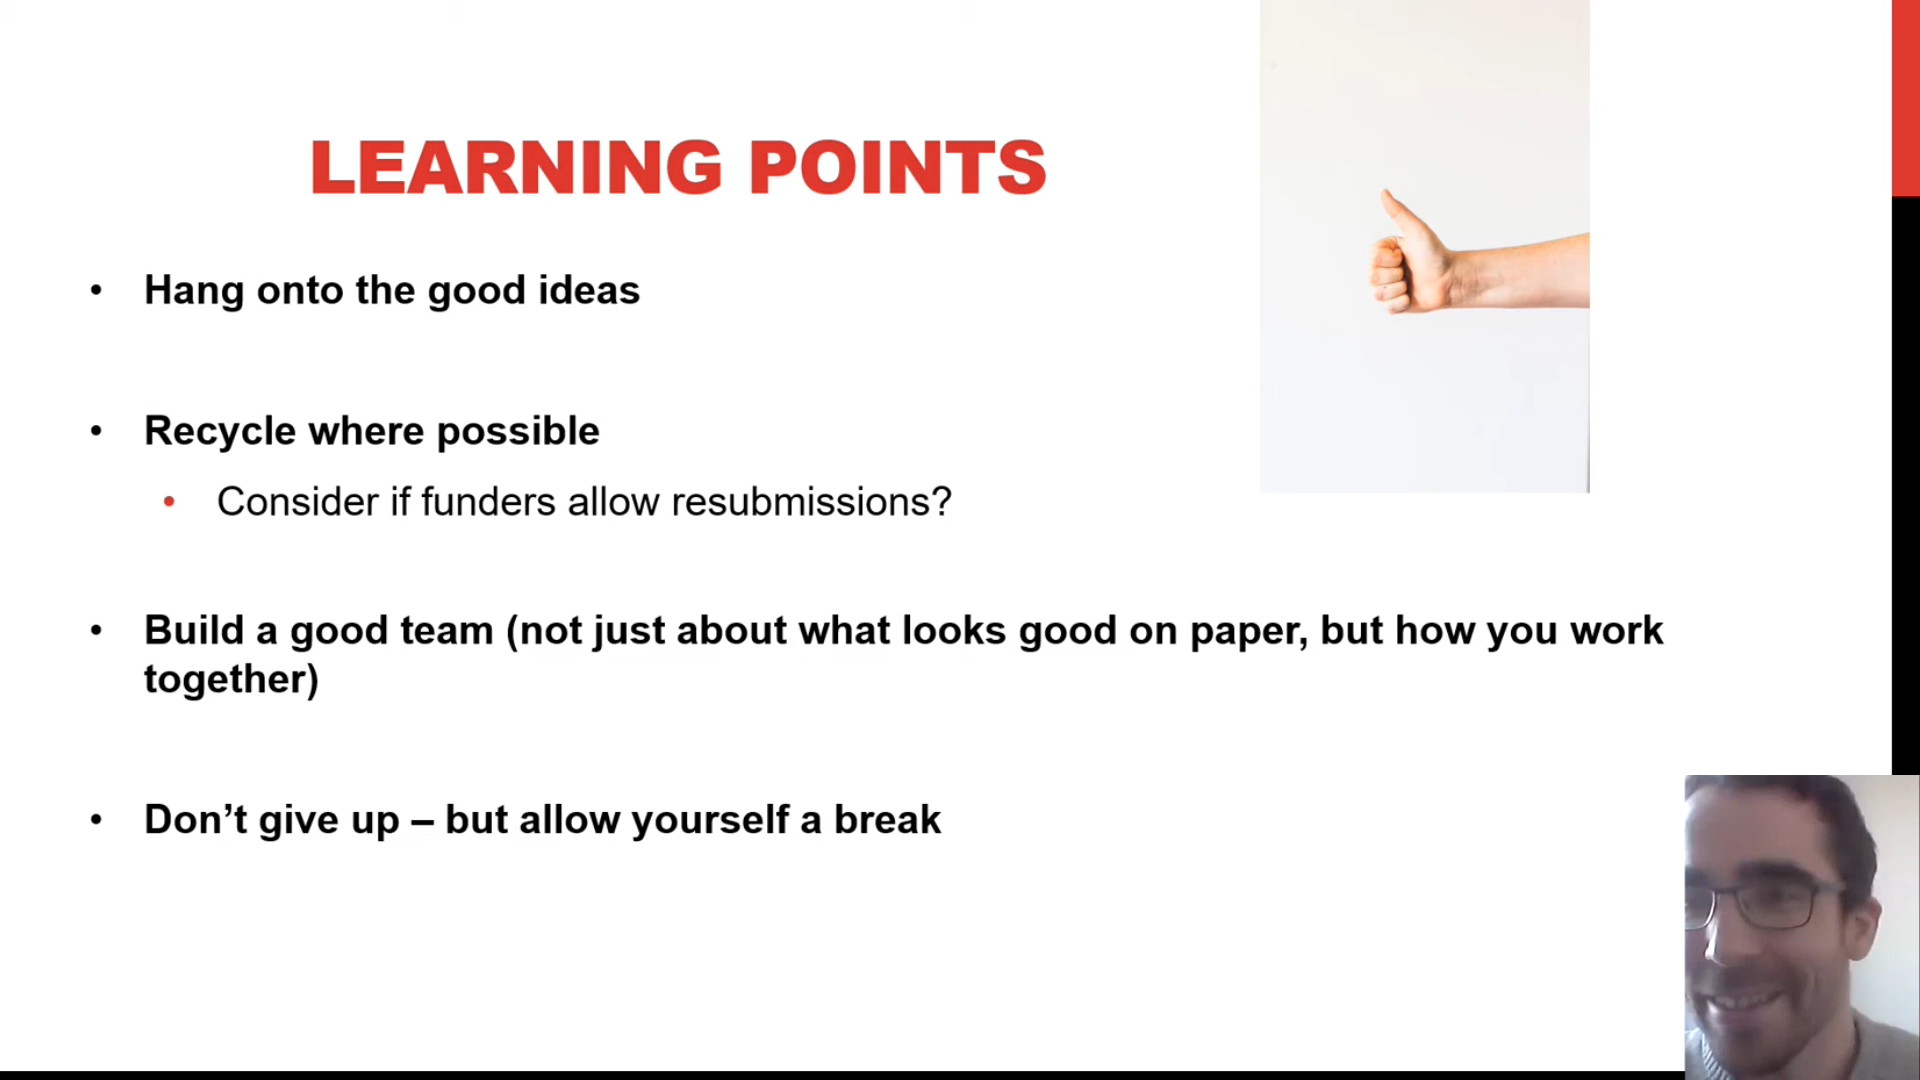 LEARNING POINTS
• Hang onto the good ideas
• Recycle where possible
• Consider if funders allow resubmissions?
• Build a good team (not just about what looks good on paper, but how you work
together)
• Don’t give up – but allow yourself a break